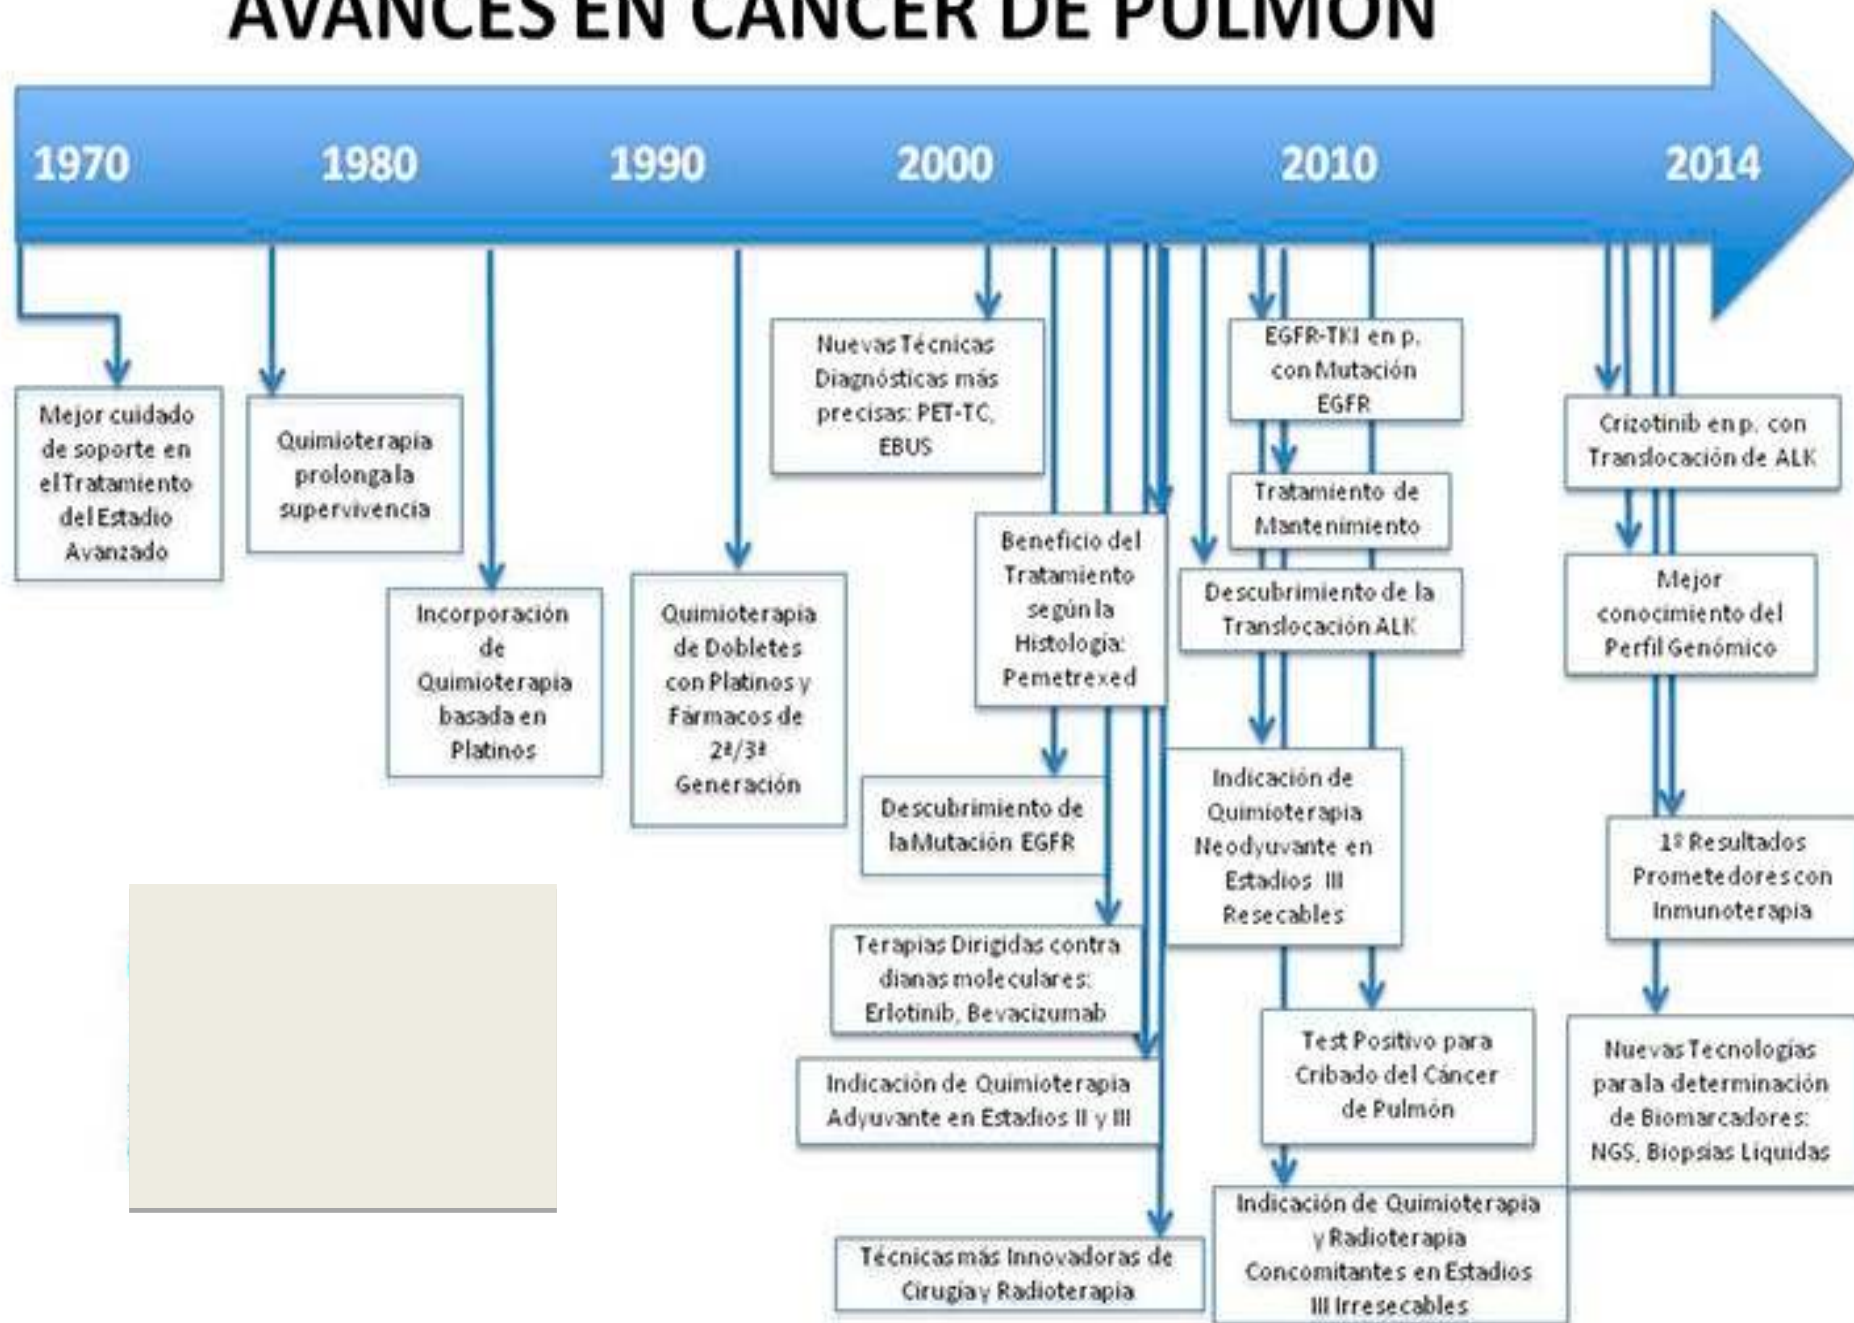 AVANCES EN CÁNCER DE PULMÓN
1970
1980
1990
2000
2010
2014
Mejor cuidado
de soporte en
el Tratamiento
del Estadio
Avanzado
Quimioterapia
prolonga la
supervivencia
Incorporación
de
Quimioterapia
basada en
Platinos
Quimioterapia
de Dobletes
con Platinos y
Fármacos de
2ª/3ª
Generación
Nuevas Técnicas
Diagnósticas más
precisas: PET-TC,
EBUS
Beneficio del
Tratamiento
según la
Histología:
Pemetrexed
Descubrimiento de
la Mutación EGFR
Terapias Dirigidas contra
dianas moleculares:
Erlotinib, Bevacizumab
Indicación de Quimioterapia
Adyuvante en Estadios II y III
Técnicas más Innovadoras de
Cirugía y Radioterapia
EGFR-TKI en p.
con Mutación
EGFR
Tratamiento de
Mantenimiento
Descubrimiento de la
Translocación ALK
Indicación de
Quimioterapia
Neodyuvante en
Estadios III
Resecables
Test Positivo para
Cribado del Cáncer
de Pulmón
Indicación de Quimioterapia
y Radioterapia
Concomitantes en Estadios
III Irresecables
Crizotinib en p. con
Translocación de ALK
Mejor
conocimiento del
Perfil Genómico
1º Resultados
Prometedores con
Inmunoterapia
Nuevas Tecnologías
para la determinación
de Biomarcadores:
NGS, Biopsias Liquidas